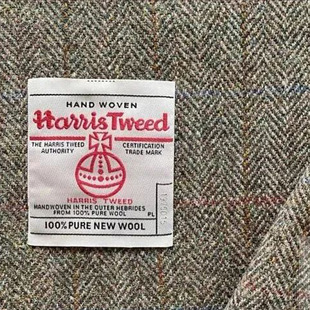 HAND WOVEN
Harris Tweed
THE HARRIS TWEED CERTIFICATION
AUTHORITY TRADE MARK
HARRIS TWEED
HANDWOVEN IN THE OUTER HEBRIDES
FROM 100% PURE WOOL PL
100% PURE NEW WOOL